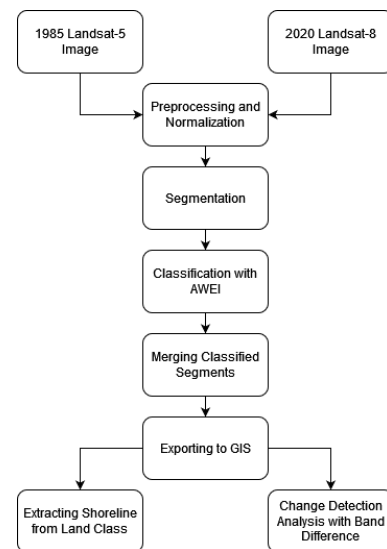 1985 Landsat-5
Image
2020 Landsat-8
Image
Preprocessing and
Normalization
Segmentation
Classification with
AWEI
Merging Classified
Segments
Exporting to GIS
Extracting Shoreline
from Land Class
Change Detection
Analysis with Band
Difference